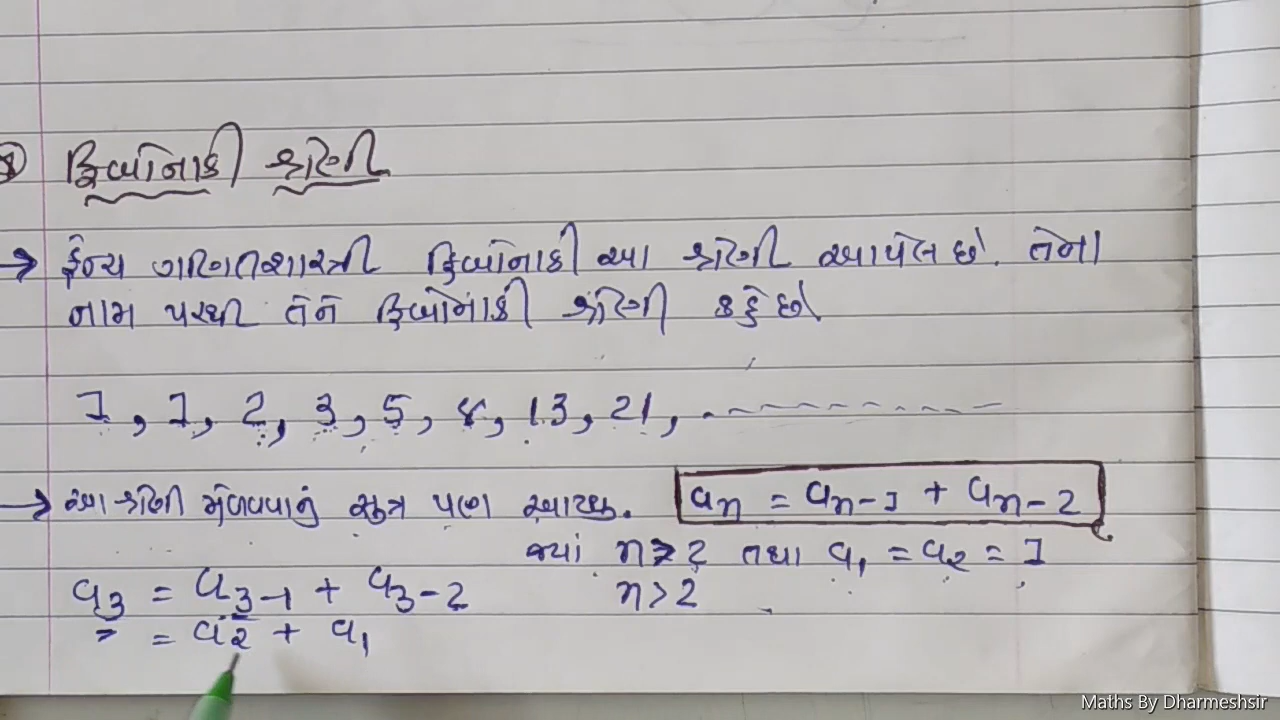 ફિબોનાકી શ્રેણી
→ ફ્રેન્ચ ગણિતશાસ્ત્રી ફિબોનાકી આ શ્રેણી આપેલ છે. તેના
નામ પરથી તેને ફિબોનાકી શ્રેણી કહે છે
1, 1, 2, 3, 5, 8, 13, 21, ----------
→ આ શ્રેણી મેળવવાનું સુત્ર પણ આપ્યુ. aₙ = aₙ₋₁ + aₙ₋₂
જ્યાં n > 2 તથા a₁ = a₂ = 1
a₃ = a₃₋₁ + a₃₋₂ n > 2
= a₂ + a₁
Maths By Dharmeshsir